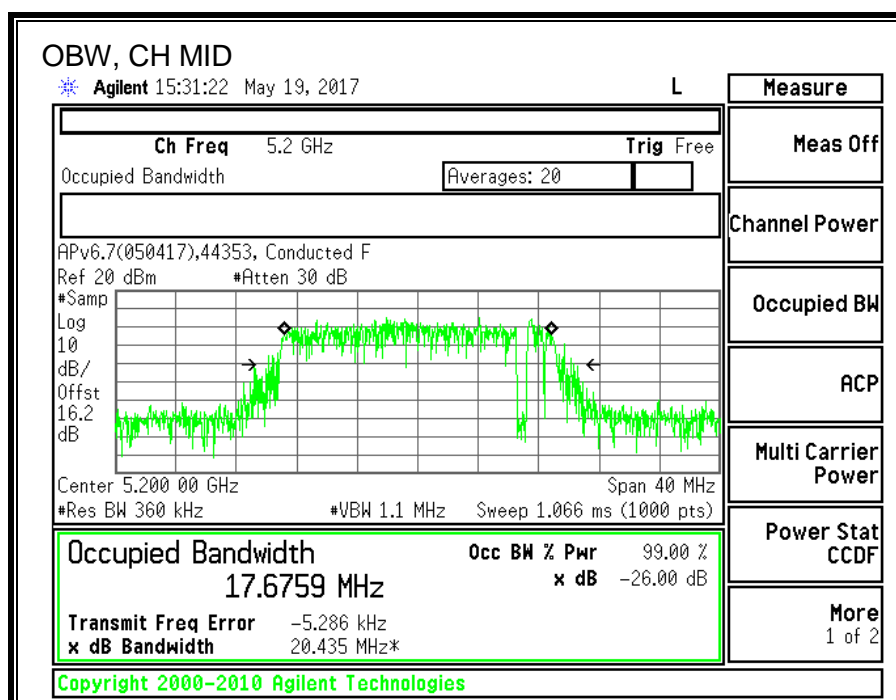 OBW, CH MID
Agilent 15:31:22 May 19, 2017 L
Measure
Ch Freq 5.2 GHz Trig Free
Meas Off
Occupied Bandwidth Averages: 20
Channel Power
APv6.7(050417),44353, Conducted F
Ref 20 dBm #Atten 30 dB
#Samp
Log
10
dB/
Offst
16.2
dB
Occupied BW
ACP
Multi Carrier
Power
Center 5.200 00 GHz Span 40 MHz
#Res BW 360 kHz #VBW 1.1 MHz Sweep 1.066 ms (1000 pts)
Power Stat
CCDF
Occupied Bandwidth Occ BW % Pwr 99.00 %
17.6759 MHz x dB -26.00 dB
Transmit Freq Error -5.286 kHz
x dB Bandwidth 20.435 MHz*
More
1 of 2
Copyright 2000-2010 Agilent Technologies